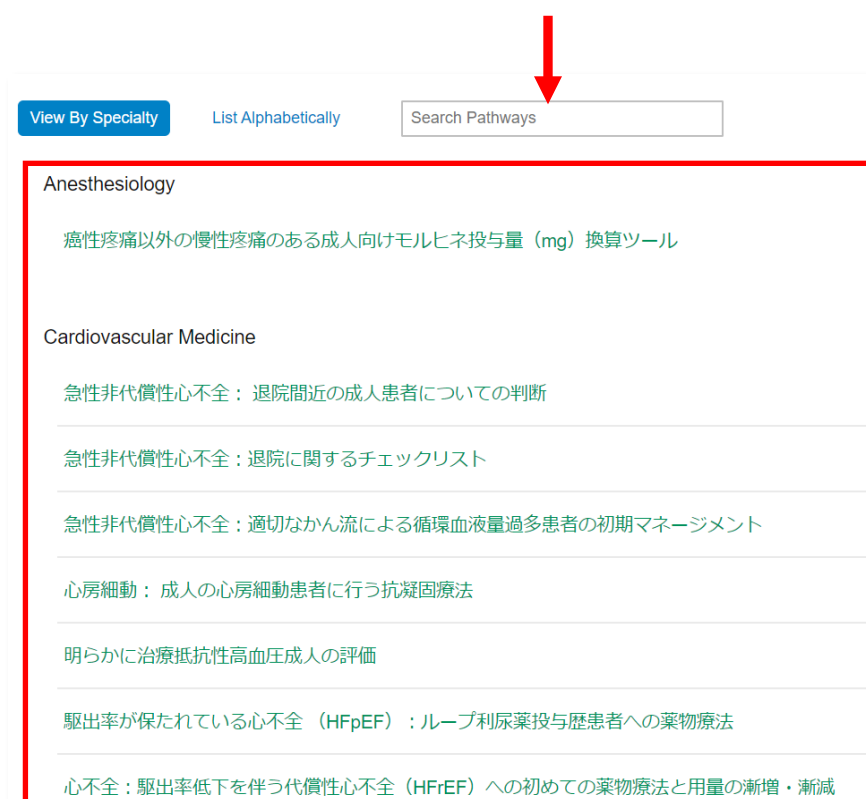 View By Specialty
List Alphabetically
Search Pathways
Anesthesiology
癌性疼痛以外の慢性疼痛のある成人向けモルヒネ投与量（mg）換算ツール
Cardiovascular Medicine
急性非代償性心不全： 退院間近の成人患者についての判断
急性非代償性心不全：退院に関するチェックリスト
急性非代償性心不全：適切なかん流による循環血液量過多患者の初期マネージメント
心房細動： 成人の心房細動患者に行う抗凝固療法
明らかに治療抵抗性高血圧成人の評価
駆出率が保たれている心不全 （HFpEF）：ループ利尿薬投与歴患者への薬物療法
心不全：駆出率低下を伴う代償性心不全（HFrEF）への初めての薬物療法と用量の漸増・漸減